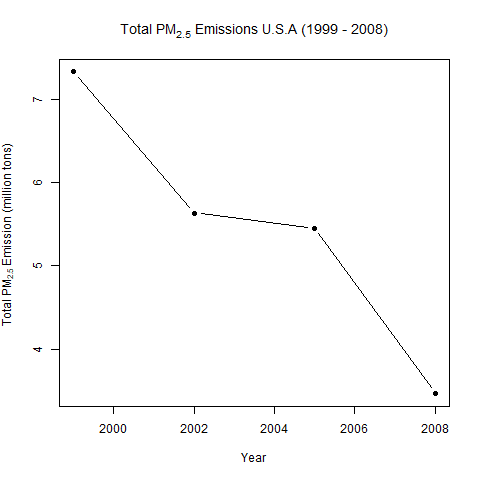 Total PM2.5 Emissions U.S.A (1999 - 2008)
Total PM2.5 Emission (million tons)
7
6
5
4
2000 2002 2004 2006 2008
Year